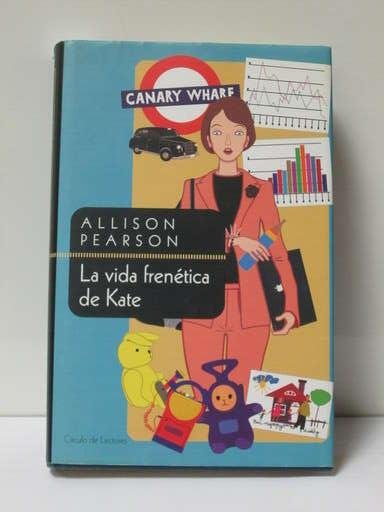 CANARY WHARF
ALLISON
PEARSON
La vida frenética
de Kate
Círculo de Lectores